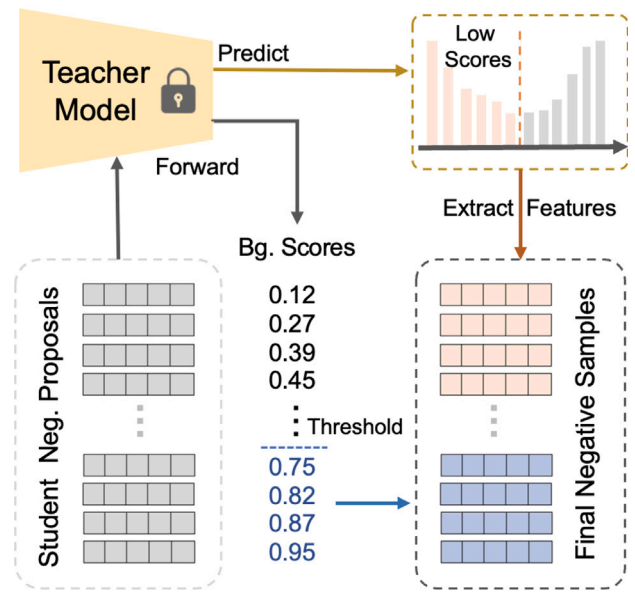 Teacher
Model
Predict
Low
Scores
Forward
Extract Features
Bg. Scores
Student Neg. Proposals
0.12
0.27
0.39
0.45
Threshold
0.75
0.82
0.87
0.95
Final Negative Samples